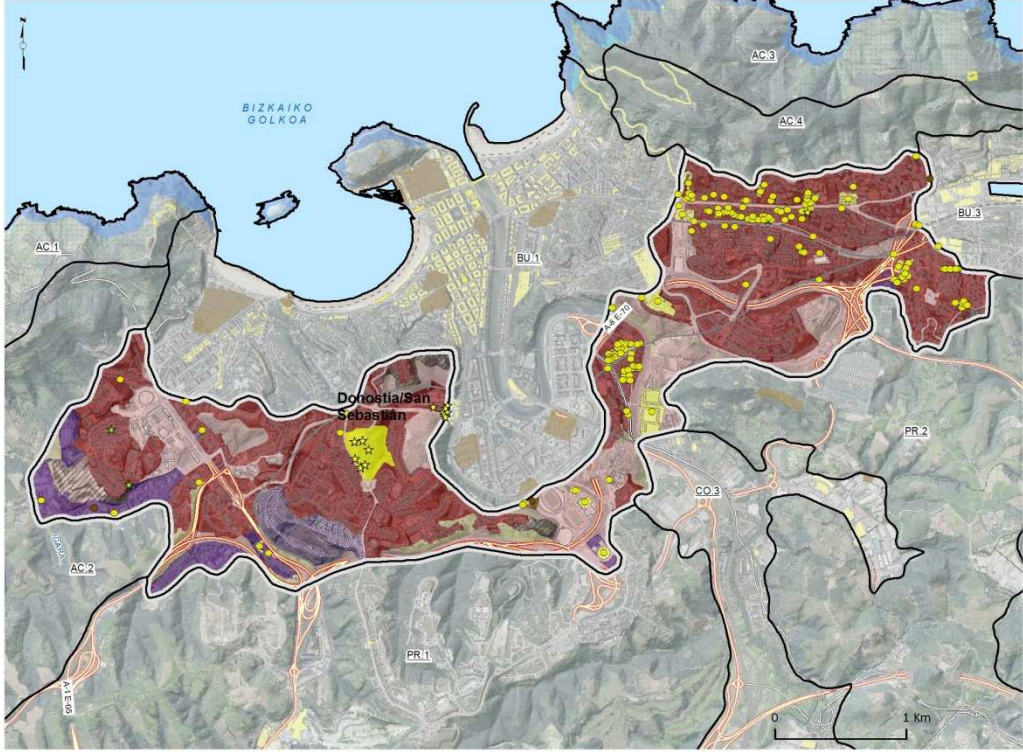 N
AC.3
BIZKAIKO
GOLKOA
AC.4
BU.3
AC.1
BU.1
A-8 E-70
Donostia/San
Sebastián
PR.2
CO.3
IGARA
AC.2
PR.1
A-1 E-05
0 1 Km